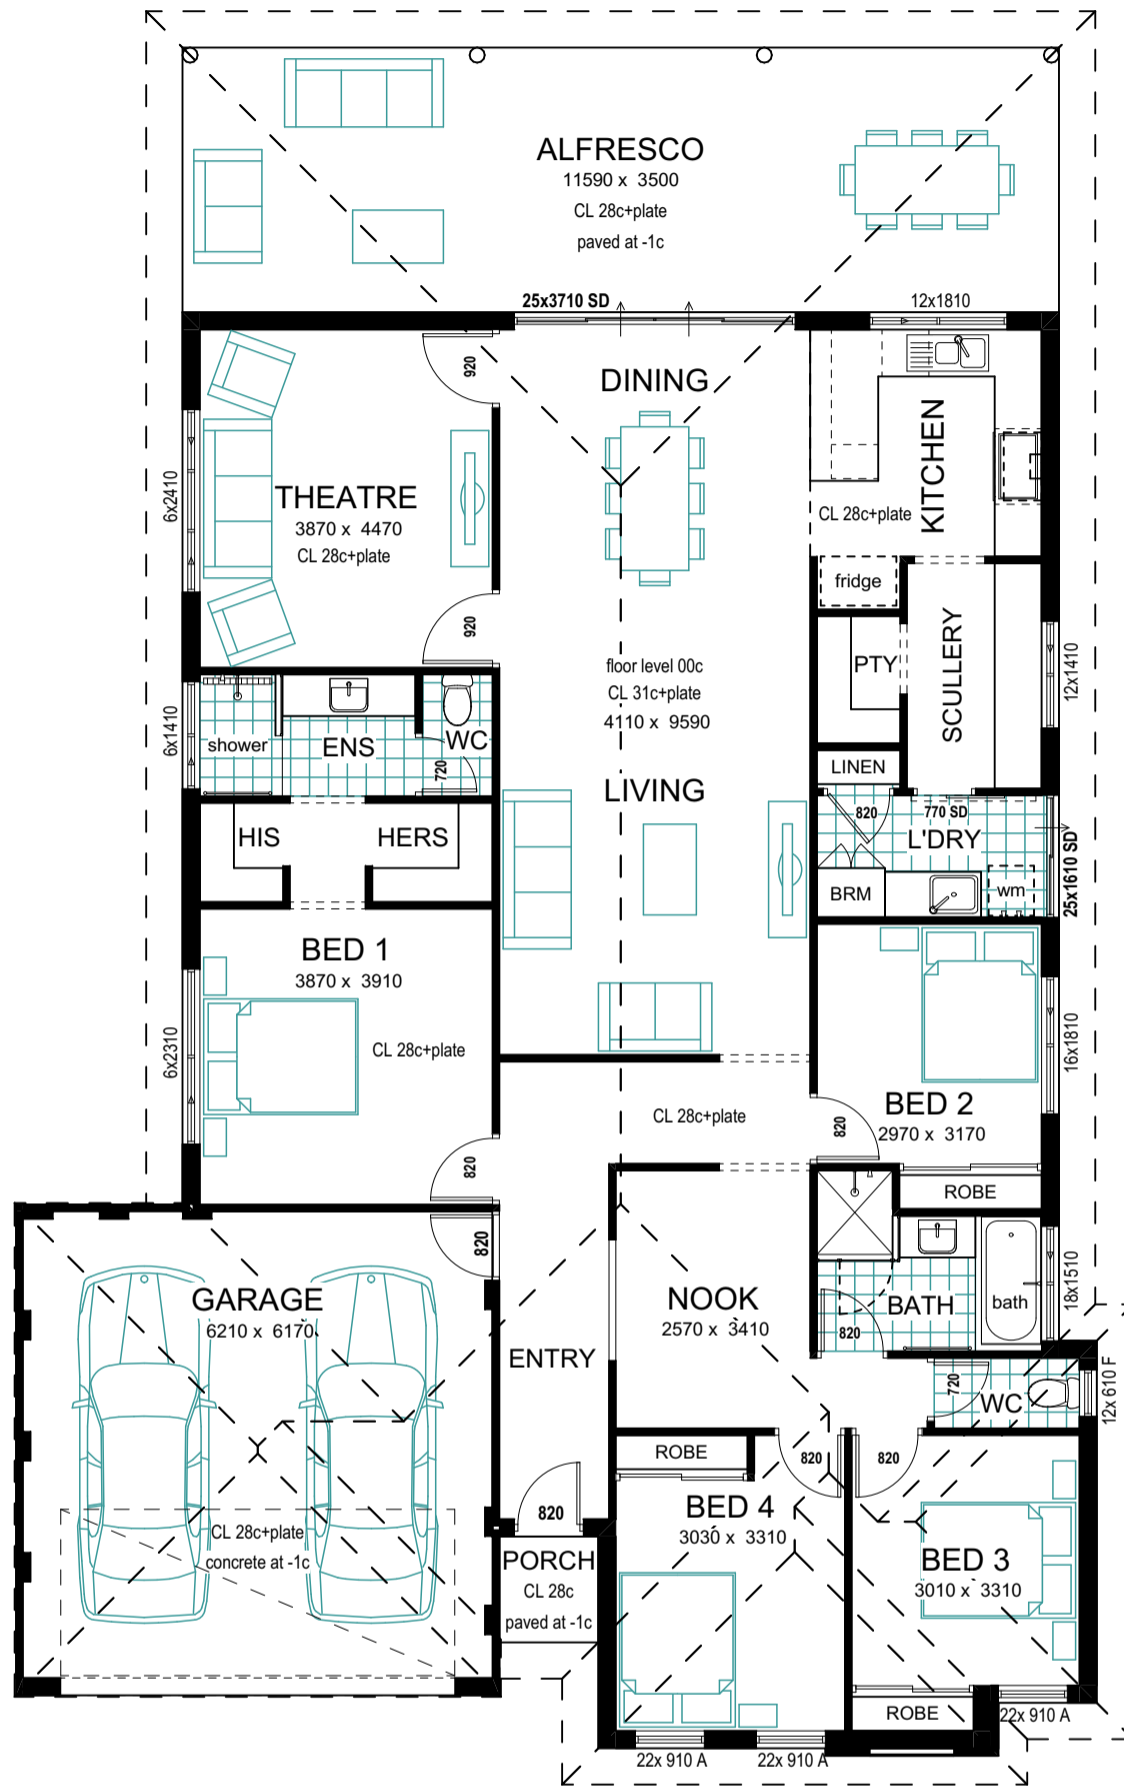 ALFRESCO
11590 x 3500
CL 28c+plate
paved at -1c
25x3710 SD
12x1810
920
DINING
KITCHEN
6x2410
THEATRE
3870 x 4470
CL 28c+plate
CL 28c+plate
fridge
920
SCULLERY
PTY
12x1410
floor level 00c
CL 31c+plate
4110 x 9590
6x1410
shower
ENS
WC
720
LINEN
LIVING
820
770 SD
L'DRY
25x1610 SD
HIS
HERS
BRM
wm
BED 1
3870 x 3910
CL 28c+plate
6x2310
16x1810
BED 2
2970 x 3170
CL 28c+plate
820
820
ROBE
820
GARAGE
6210 x 6170
NOOK
2570 x 3410
BATH
bath
18x1510
820
ENTRY
720
WC
12x 610 F
ROBE
820
820
820
BED 4
3030 x 3310
CL 28c+plate
concrete at -1c
PORCH
CL 28c
paved at -1c
BED 3
3010 x 3310
ROBE
22x 910 A
22x 910 A
22x 910 A